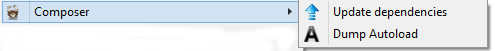 Composer
Update dependencies
Dump Autoload